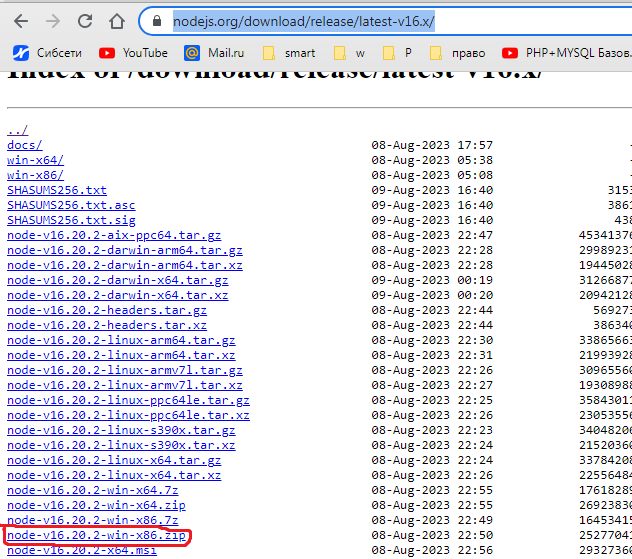 nodejs.org/download/release/latest-v16.x/
Сибсети YouTube Mail.ru smart w P право PHP+MYSQL Базов.
Index of /download/release/latest-v16.x/
../
docs/ 08-Aug-2023 17:57 -
win-x64/ 08-Aug-2023 05:38 -
win-x86/ 08-Aug-2023 05:08 -
SHASUMS256.txt 09-Aug-2023 16:40 3153
SHASUMS256.txt.asc 09-Aug-2023 16:40 3861
SHASUMS256.txt.sig 09-Aug-2023 16:40 438
node-v16.20.2-aix-ppc64.tar.gz 08-Aug-2023 22:47 45341376
node-v16.20.2-darwin-arm64.tar.gz 08-Aug-2023 22:28 29989231
node-v16.20.2-darwin-arm64.tar.xz 08-Aug-2023 22:28 19445028
node-v16.20.2-darwin-x64.tar.gz 09-Aug-2023 00:19 31266877
node-v16.20.2-darwin-x64.tar.xz 09-Aug-2023 00:20 20942128
node-v16.20.2-headers.tar.gz 08-Aug-2023 22:44 569273
node-v16.20.2-headers.tar.xz 08-Aug-2023 22:44 386340
node-v16.20.2-linux-arm64.tar.gz 08-Aug-2023 22:30 33865663
node-v16.20.2-linux-arm64.tar.xz 08-Aug-2023 22:31 21993928
node-v16.20.2-linux-armv7l.tar.gz 08-Aug-2023 22:26 30965560
node-v16.20.2-linux-armv7l.tar.xz 08-Aug-2023 22:27 19308988
node-v16.20.2-linux-ppc64le.tar.gz 08-Aug-2023 22:25 35843011
node-v16.20.2-linux-ppc64le.tar.xz 08-Aug-2023 22:26 23053556
node-v16.20.2-linux-s390x.tar.gz 08-Aug-2023 22:23 34048206
node-v16.20.2-linux-s390x.tar.xz 08-Aug-2023 22:24 21520360
node-v16.20.2-linux-x64.tar.gz 08-Aug-2023 22:24 33784208
node-v16.20.2-linux-x64.tar.xz 08-Aug-2023 22:26 22556484
node-v16.20.2-win-x64.7z 08-Aug-2023 22:55 17618289
node-v16.20.2-win-x64.zip 08-Aug-2023 22:55 26923830
node-v16.20.2-win-x86.7z 08-Aug-2023 22:49 16453415
node-v16.20.2-win-x86.zip 08-Aug-2023 22:50 25277041
node-v16.20.2-x64.msi 08-Aug-2023 22:56 29327360